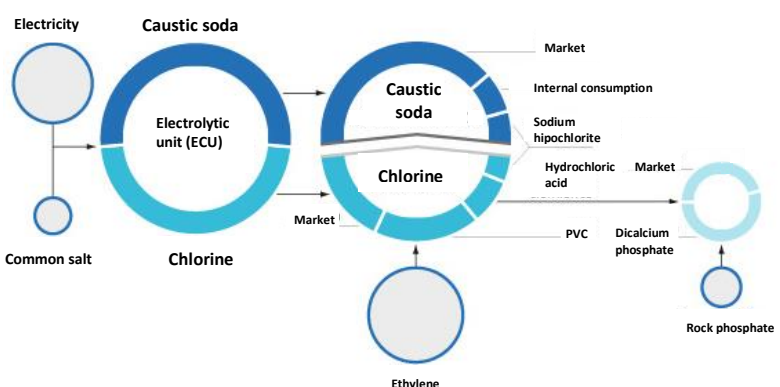 Electricity
Caustic soda
Market
Caustic
soda
Internal consumption
Electrolytic
unit (ECU)
Sodium
hipochlorite
Chlorine
Hydrochloric
acid
Market
Market
PVC
Dicalcium
phosphate
Common salt
Chlorine
Rock phosphate
Ethylene